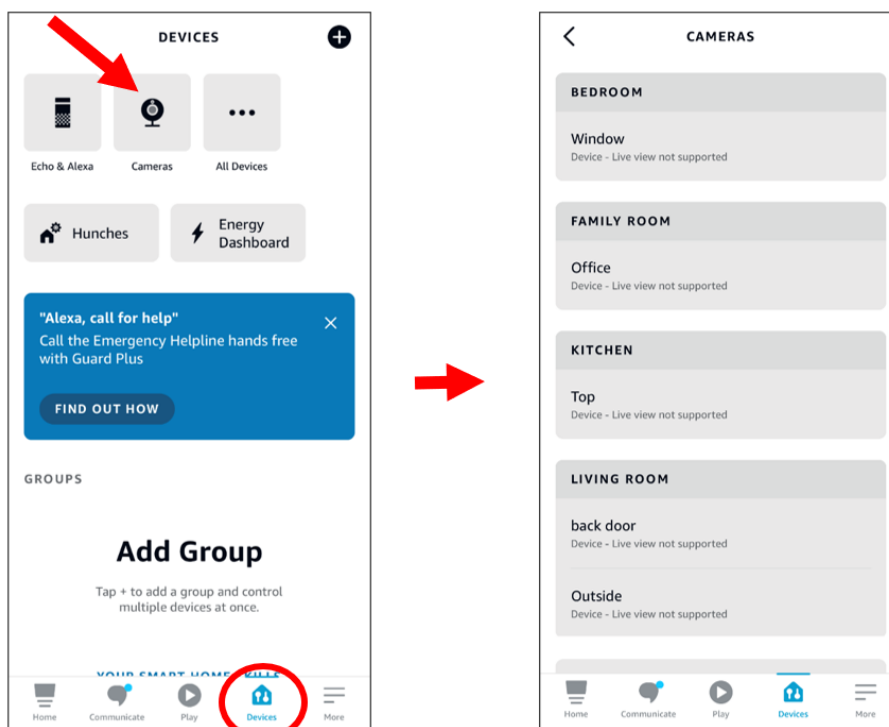 DEVICES
Echo & Alexa
Cameras
All Devices
Hunches
Energy
Dashboard
"Alexa, call for help"
Call the Emergency Helpline hands free
with Guard Plus
FIND OUT HOW
GROUPS
Add Group
Tap + to add a group and control
multiple devices at once.
YOUR SMART HOME SKILLS
Home
Communicate
Play
Devices
More
CAMERAS
BEDROOM
Window
Device - Live view not supported
FAMILY ROOM
Office
Device - Live view not supported
KITCHEN
Top
Device - Live view not supported
LIVING ROOM
back door
Device - Live view not supported
Outside
Device - Live view not supported
Home
Communicate
Play
Devices
More